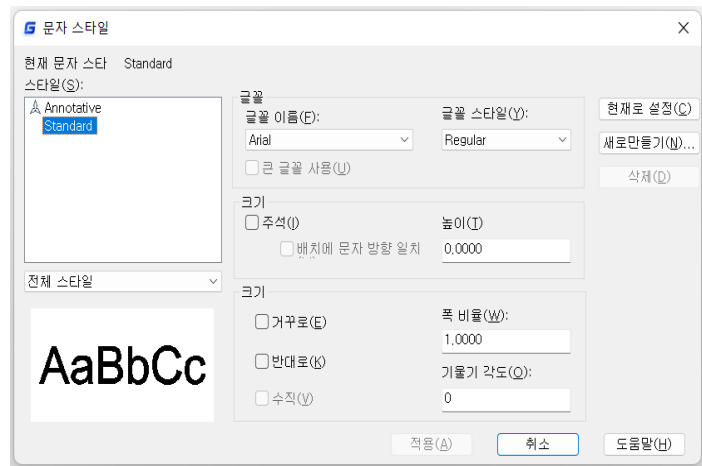 G 문자 스타일
현재 문자 스타 Standard
스타일(S):
Annotative
Standard
전체 스타일
AaBbCc
글꼴
글꼴 이름(F):
Arial
큰 글꼴 사용(U)
글꼴 스타일(Y):
Regular
크기
주석(I)
배치에 문자 방향 일치
높이(T)
0.0000
크기
거꾸로(E)
반대로(K)
수직(V)
폭 비율(W):
1.0000
기울기 각도(O):
0
현재로 설정(C)
새로만들기(N)...
삭제(D)
적용(A)
취소
도움말(H)